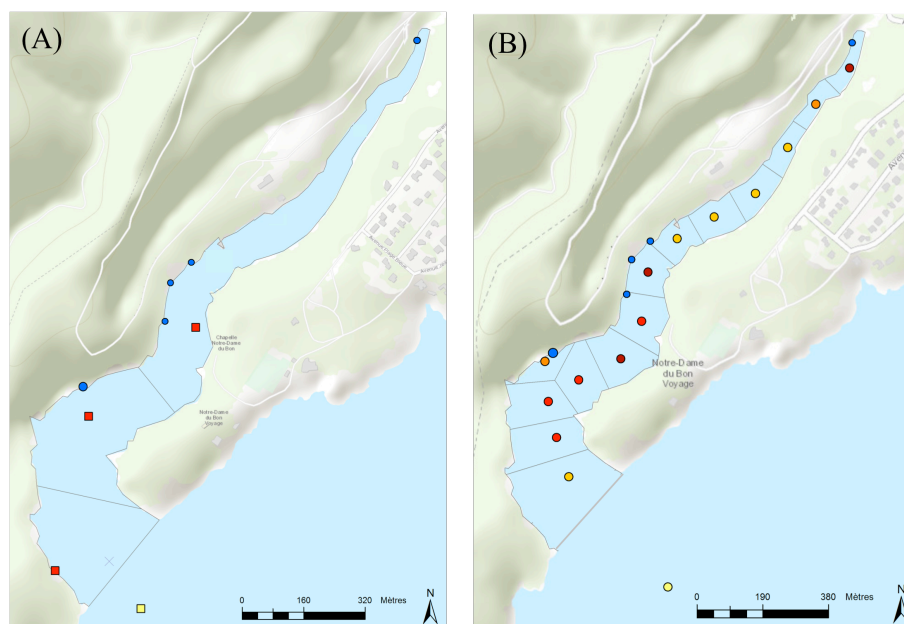 (A)
Chapelle
Notre-Dame
du Bon
Notre-Dame
du Bon
Voyage
0 160 320 Mètres
N
(B)
Notre-Dame
du Bon
Voyage
0 190 380 Mètres
N